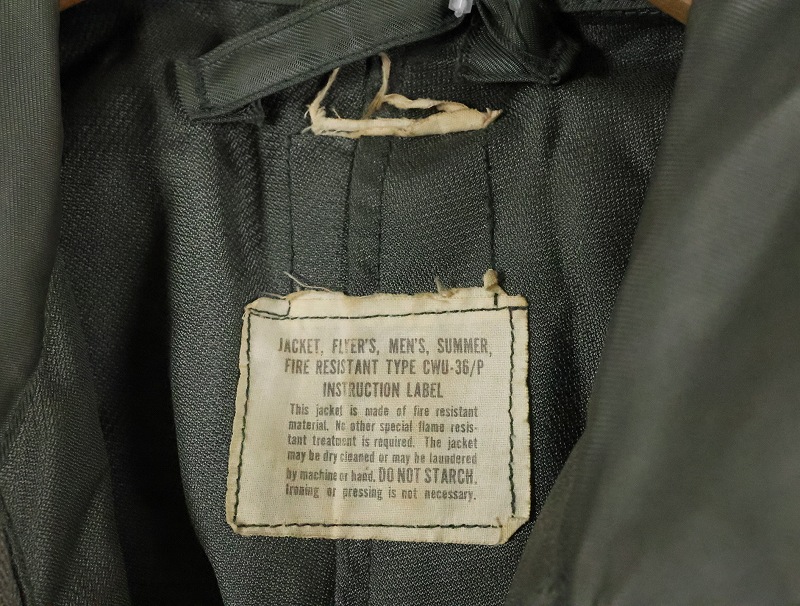 JACKET, FLYER'S, MEN'S, SUMMER,
FIRE RESISTANT TYPE CWU-36/P
INSTRUCTION LABEL
This jacket is made of fire resistant
material. No other special flame resis-
tant treatment is required. The jacket
may be dry cleaned or may be laundered
by machine or hand. DO NOT STARCH.
Ironing or pressing is not necessary.